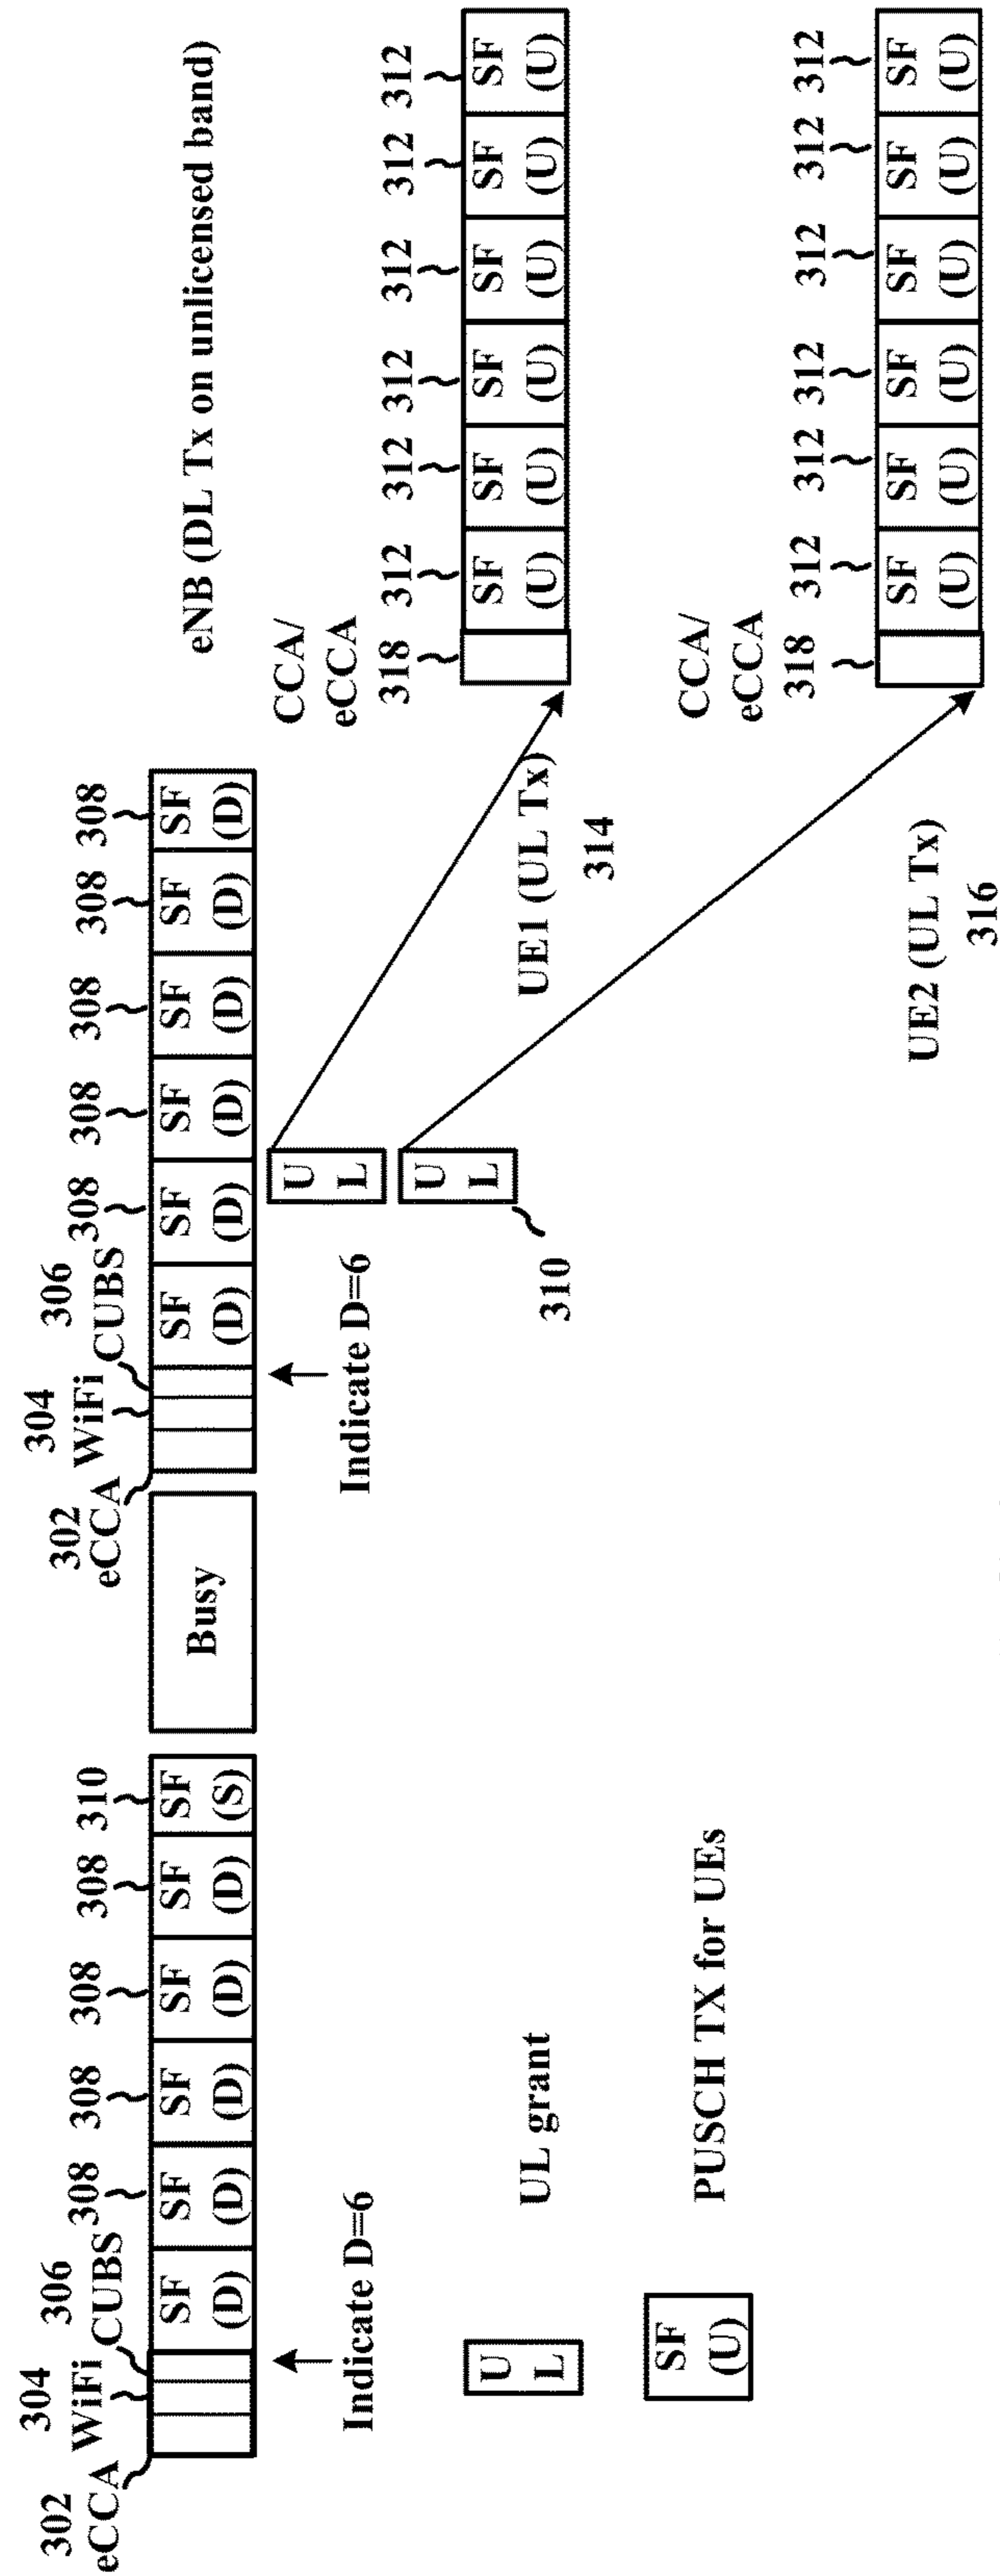 302 304 306 308 308 308 308 310 302 304 306 308 308 308 308 308
eCCA WiFi CUBS eCCA WiFi CUBS
SF SF SF SF SF SF Busy SF SF SF SF SF SF
(D) (D) (D) (D) (D) (S) (D) (D) (D) (D) (D) (D)
eNB (DL Tx on unlicensed band)
Indicate D=6
Indicate D=6
UL
UL
310
CCA/
eCCA
318 312 312 312 312 312 312
SF SF SF SF SF SF
(U) (U) (U) (U) (U) (U)
UE1 (UL Tx)
314
UL
UL grant
SF
(U)
PUSCH TX for UEs
CCA/
eCCA
318 312 312 312 312 312 312
SF SF SF SF SF SF
(U) (U) (U) (U) (U) (U)
UE2 (UL Tx)
316